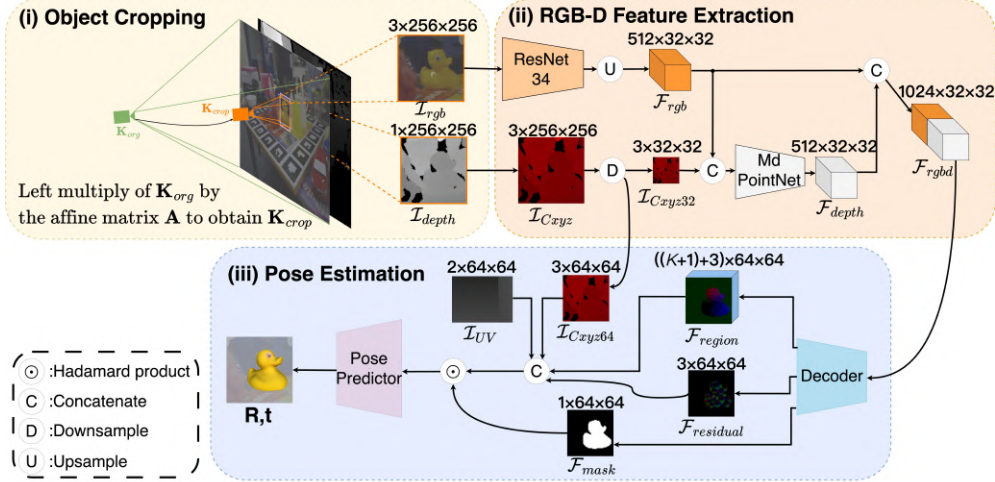 (i) Object Cropping
3×256×256
I_rgb
K_crop
K_org
1×256×256
I_depth
Left multiply of K_org by
the affine matrix A to obtain K_crop
(ii) RGB-D Feature Extraction
ResNet
34
U
512×32×32
F_rgb
C
1024×32×32
F_rgbd
3×256×256
I_Cxyz
D
3×32×32
I_Cxyz32
C
Md
PointNet
512×32×32
F_depth
(iii) Pose Estimation
2×64×64
I_UV
3×64×64
I_Cxyz64
((K+1)+3)×64×64
F_region
3×64×64
F_residual
1×64×64
F_mask
Decoder
C
⊙
Pose
Predictor
R,t
⊙:Hadamard product
C:Concatenate
D:Downsample
U:Upsample